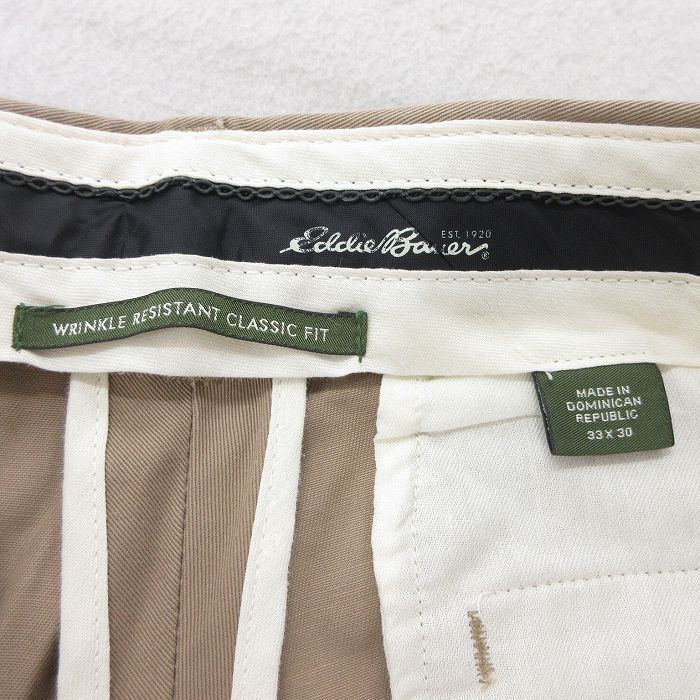 EST. 1920
Eddie Bauer®
WRINKLE RESISTANT CLASSIC FIT
MADE IN
DOMINICAN
REPUBLIC
33 X 30